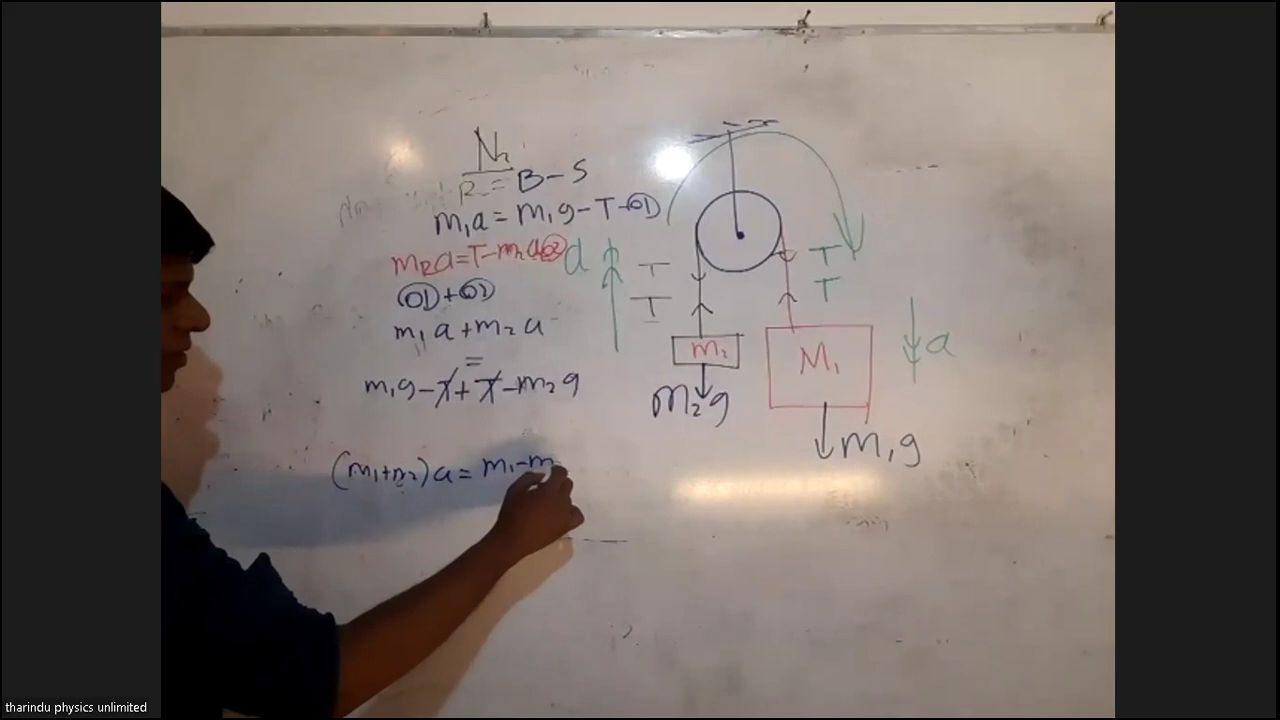 N₂
R = B - S
m₁a = m₁g - T - ①
m₂a = T - m₂g ②
① + ②
m₁a + m₂a
=
m₁g - T + T - m₂g
(m₁+m₂)a = m₁-m
a
T
T
T
T
m₂
m₂g
M₁
a
m₁g
tharindu physics unlimited